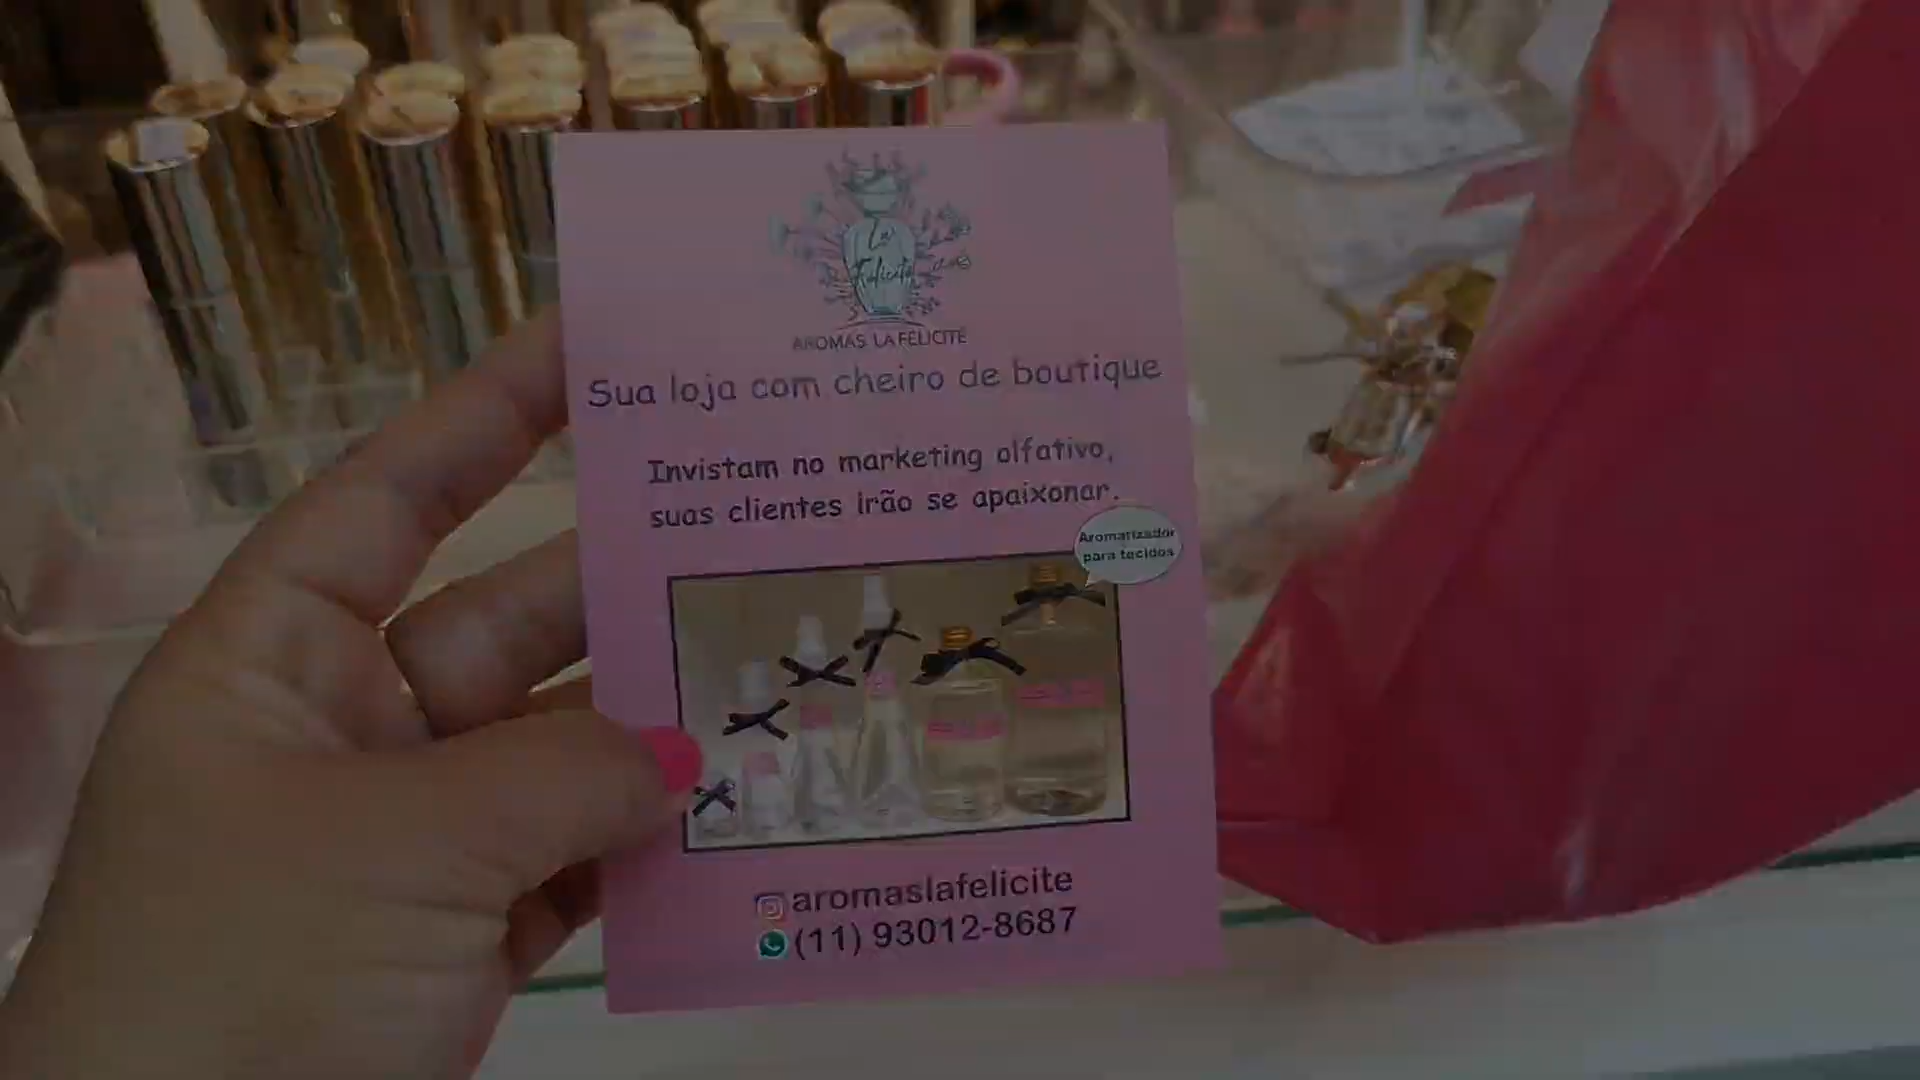 La
Felicité
AROMAS LA FELICITE
Sua loja com cheiro de boutique
Invistam no marketing olfativo,
suas clientes irão se apaixonar.
Aromatizador
para tecidos
aromaslafelicite
(11) 93012-8687